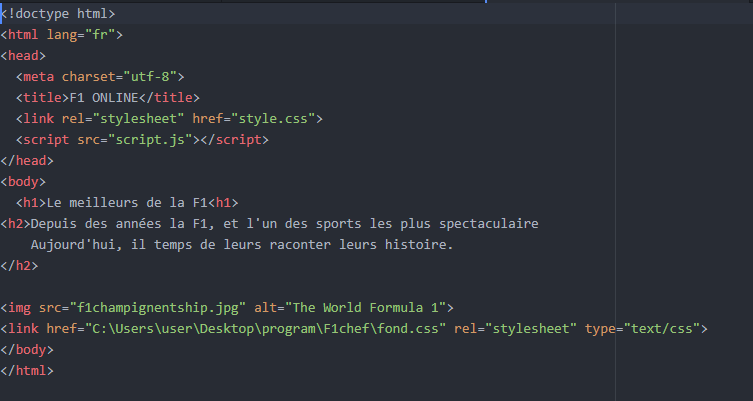 <!doctype html>
<html lang="fr">
<head>
  <meta charset="utf-8">
  <title>F1 ONLINE</title>
  <link rel="stylesheet" href="style.css">
  <script src="script.js"></script>
</head>
<body>
  <h1>Le meilleurs de la F1<h1>
<h2>Depuis des années la F1, et l'un des sports les plus spectaculaire
    Aujourd'hui, il temps de leurs raconter leurs histoire.
</h2>

<img src="f1champignentship.jpg" alt="The World Formula 1">
<link href="C:\Users\user\Desktop\program\F1chef\fond.css" rel="stylesheet" type="text/css">
</body>
</html>